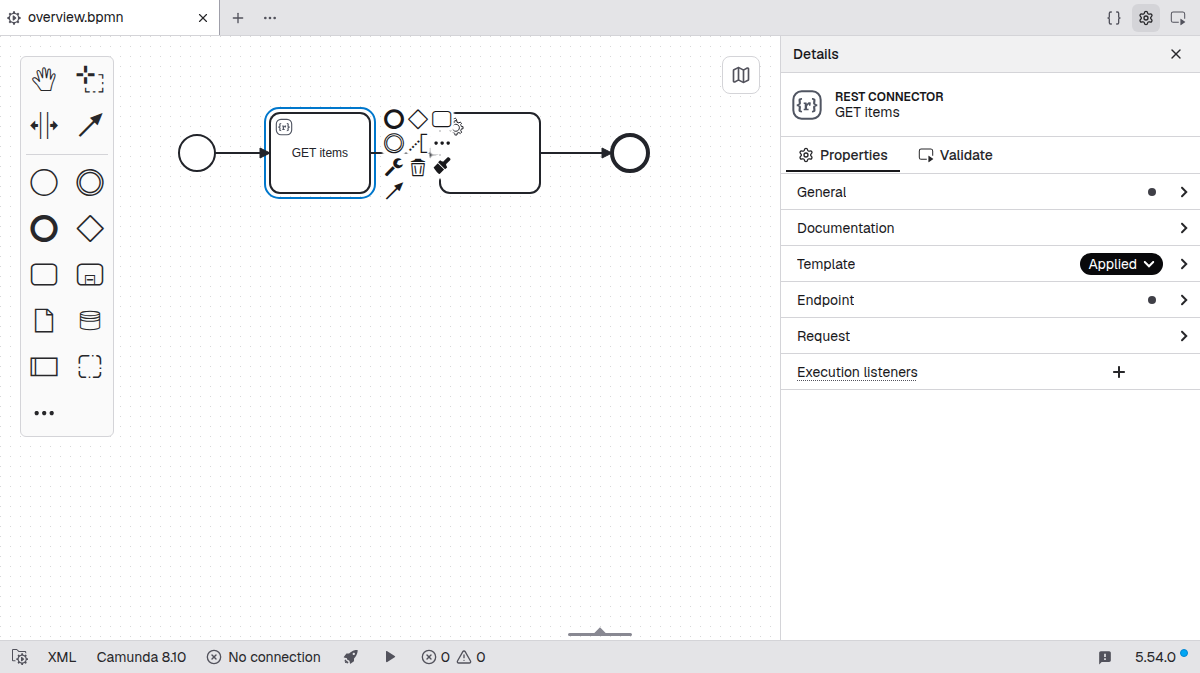 overview.bpmn
Details
{r}
REST CONNECTOR
GET items
{r}
GET items
Properties
Validate
General
Documentation
Template
Applied
Endpoint
Request
Execution listeners
XML
Camunda 8.10
No connection
0
0
5.54.0